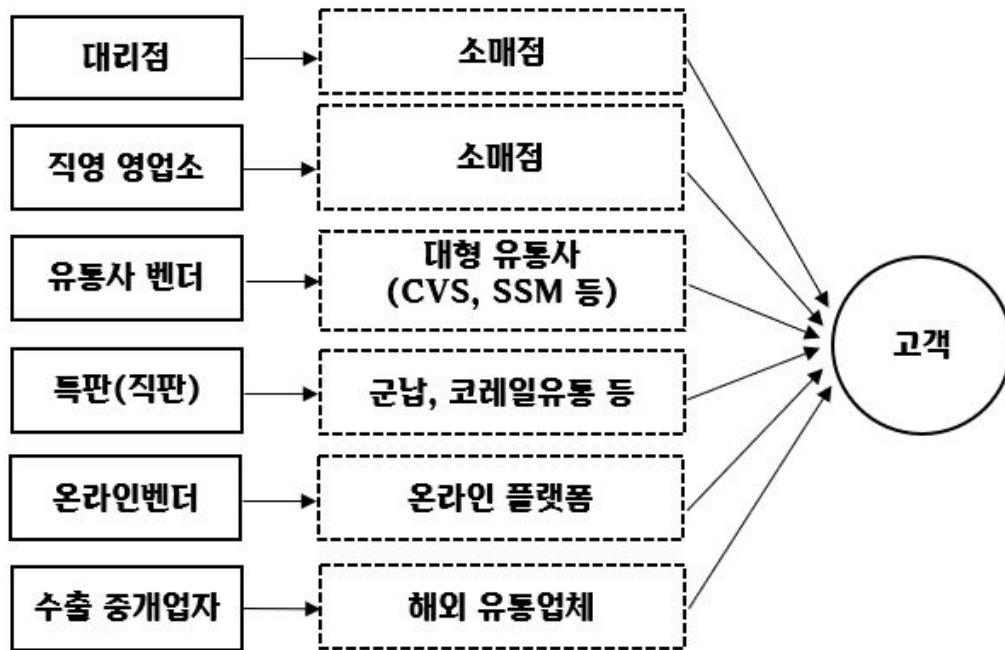 대리점
소매점
직영 영업소
소매점
유통사 벤더
대형 유통사
(CVS, SSM 등)
고객
특판(직판)
군납, 코레일유통 등
온라인벤더
온라인 플랫폼
수출 중개업자
해외 유통업체